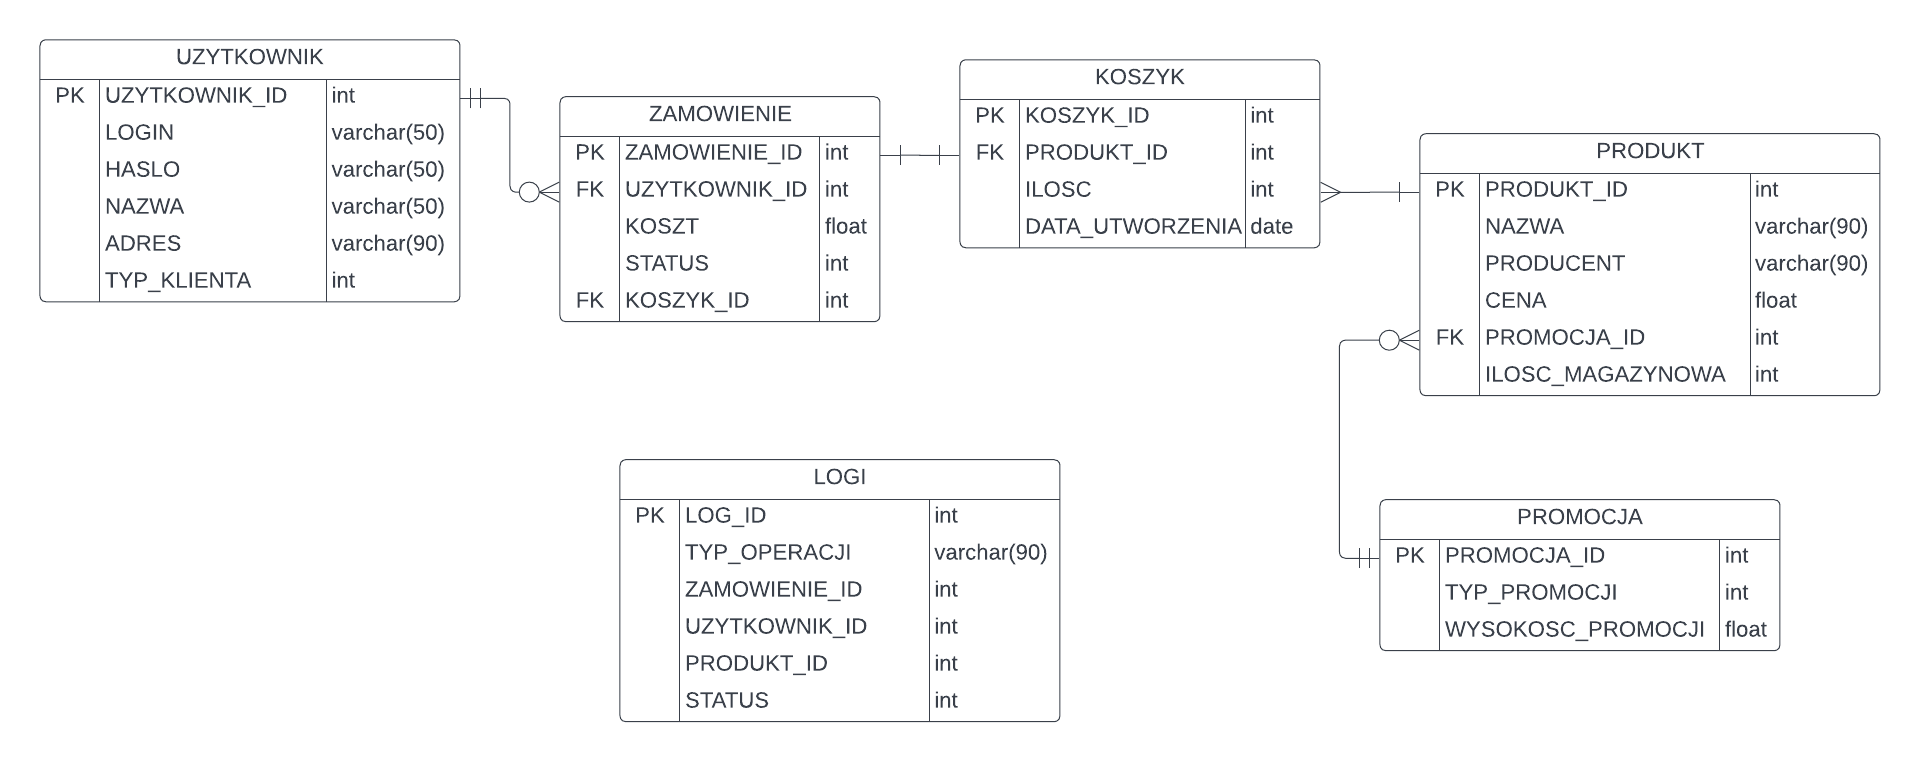 UZYTKOWNIK
PK UZYTKOWNIK_ID int
LOGIN varchar(50)
HASLO varchar(50)
NAZWA varchar(50)
ADRES varchar(90)
TYP_KLIENTA int
ZAMOWIENIE
PK ZAMOWIENIE_ID int
FK UZYTKOWNIK_ID int
KOSZT float
STATUS int
FK KOSZYK_ID int
KOSZYK
PK KOSZYK_ID int
FK PRODUKT_ID int
ILOSC int
DATA_UTWORZENIA date
PRODUKT
PK PRODUKT_ID int
NAZWA varchar(90)
PRODUCENT varchar(90)
CENA float
FK PROMOCJA_ID int
ILOSC_MAGAZYNOWA int
LOGI
PK LOG_ID int
TYP_OPERACJI varchar(90)
ZAMOWIENIE_ID int
UZYTKOWNIK_ID int
PRODUKT_ID int
STATUS int
PROMOCJA
PK PROMOCJA_ID int
TYP_PROMOCJI int
WYSOKOSC_PROMOCJI float